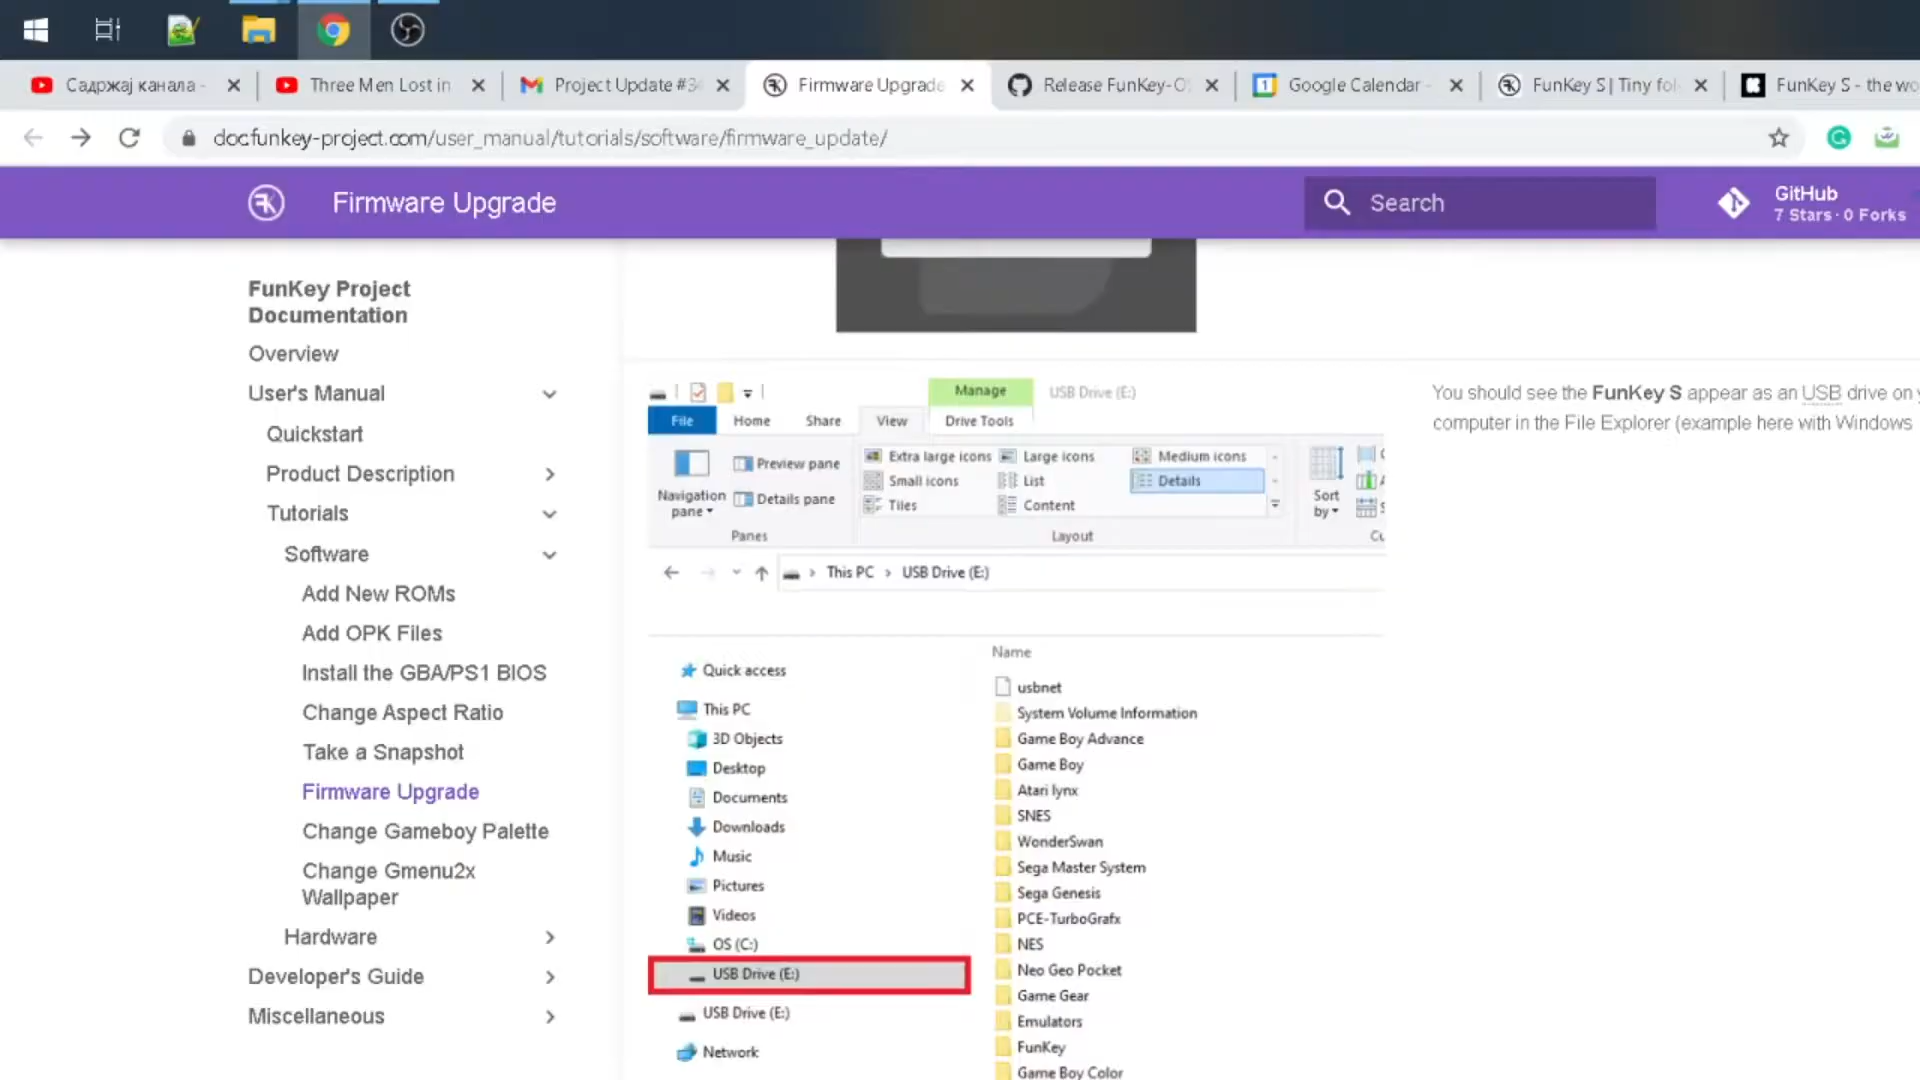 Садржај канала -
Three Men Lost in
Project Update #34
Firmware Upgrade
Release FunKey-O
Google Calendar -
FunKey S | Tiny fol
FunKey S - the wo
doc.funkey-project.com/user_manual/tutorials/software/firmware_update/
Firmware Upgrade
Search
GitHub
7 Stars · 0 Forks
FunKey Project
Documentation
Overview
User's Manual
Quickstart
Product Description
Tutorials
Software
Add New ROMs
Add OPK Files
Install the GBA/PS1 BIOS
Change Aspect Ratio
Take a Snapshot
Firmware Upgrade
Change Gameboy Palette
Change Gmenu2x
Wallpaper
Hardware
Developer's Guide
Miscellaneous
Manage
USB Drive (E:)
File
Home
Share
View
Drive Tools
Navigation
pane
Preview pane
Details pane
Panes
Extra large icons
Large icons
Medium icons
Small icons
List
Details
Tiles
Content
Layout
Sort
by
This PC › USB Drive (E:)
Quick access
This PC
3D Objects
Desktop
Documents
Downloads
Music
Pictures
Videos
OS (C:)
USB Drive (E:)
USB Drive (E:)
Network
Name
usbnet
System Volume Information
Game Boy Advance
Game Boy
Atari lynx
SNES
WonderSwan
Sega Master System
Sega Genesis
PCE-TurboGrafx
NES
Neo Geo Pocket
Game Gear
Emulators
FunKey
Game Boy Color
You should see the FunKey S appear as an USB drive on
computer in the File Explorer (example here with Windows